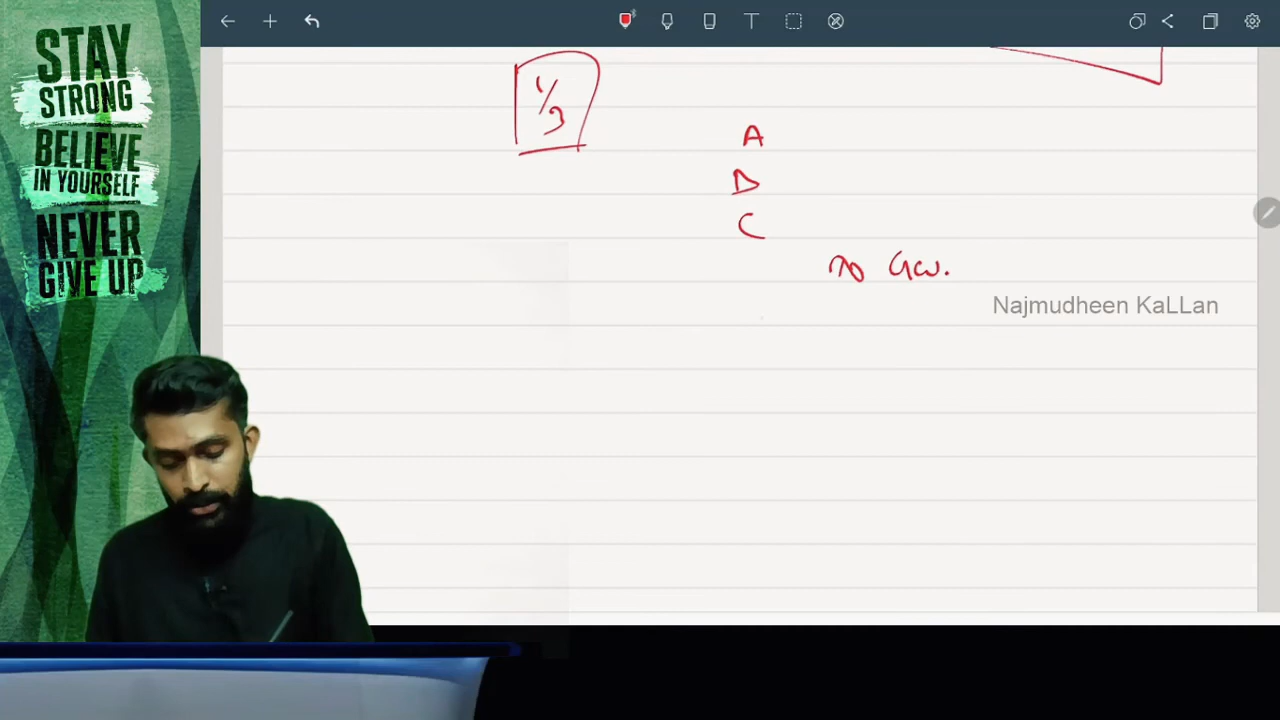 STAY
STRONG
BELIEVE
IN YOURSELF
NEVER
GIVE UP
T
1/3
A
D
C
Najmudheen KaLLan